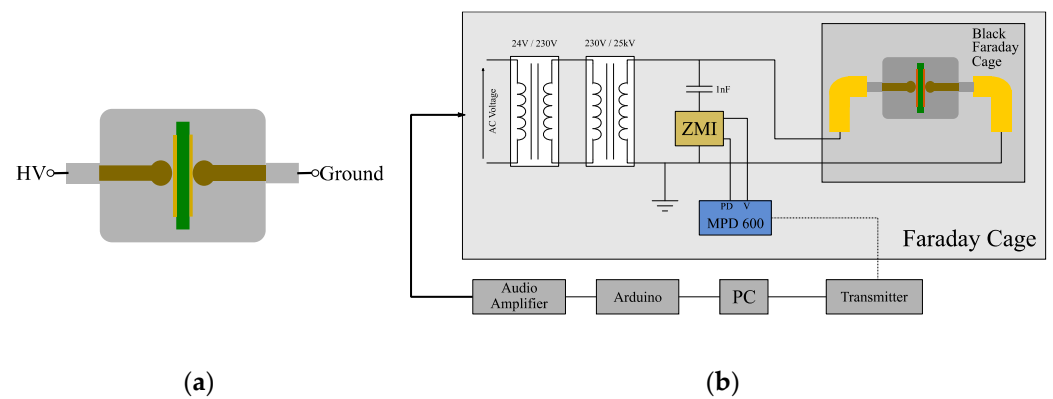 HV
Ground
(a)
24V / 230V
230V / 25kV
AC Voltage
1nF
ZMI
PD V
MPD 600
Black
Faraday
Cage
Faraday Cage
Audio
Amplifier
Arduino
PC
Transmitter
(b)